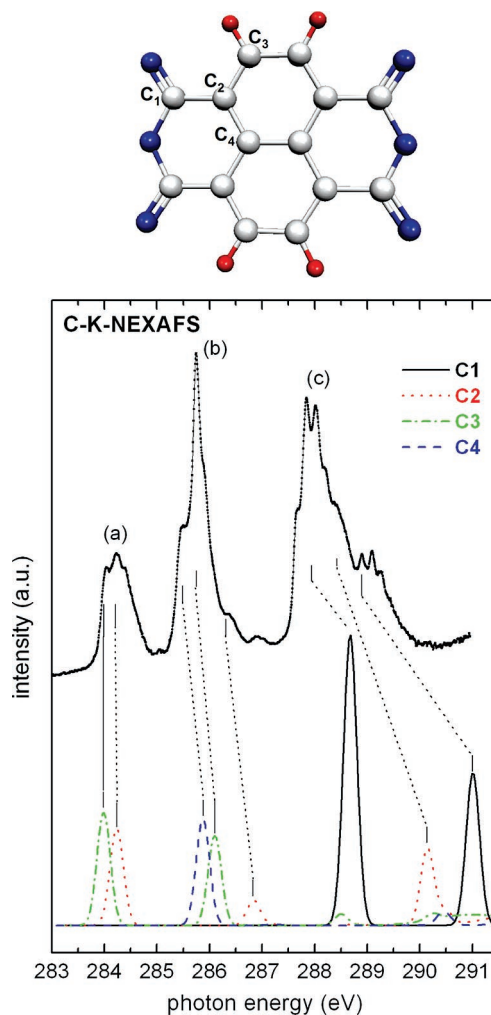 C3
C1
C2
C4
C-K-NEXAFS
(b)
(c)
C1
C2
C3
C4
(a)
intensity (a.u.)
283 284 285 286 287 288 289 290 291
photon energy (eV)